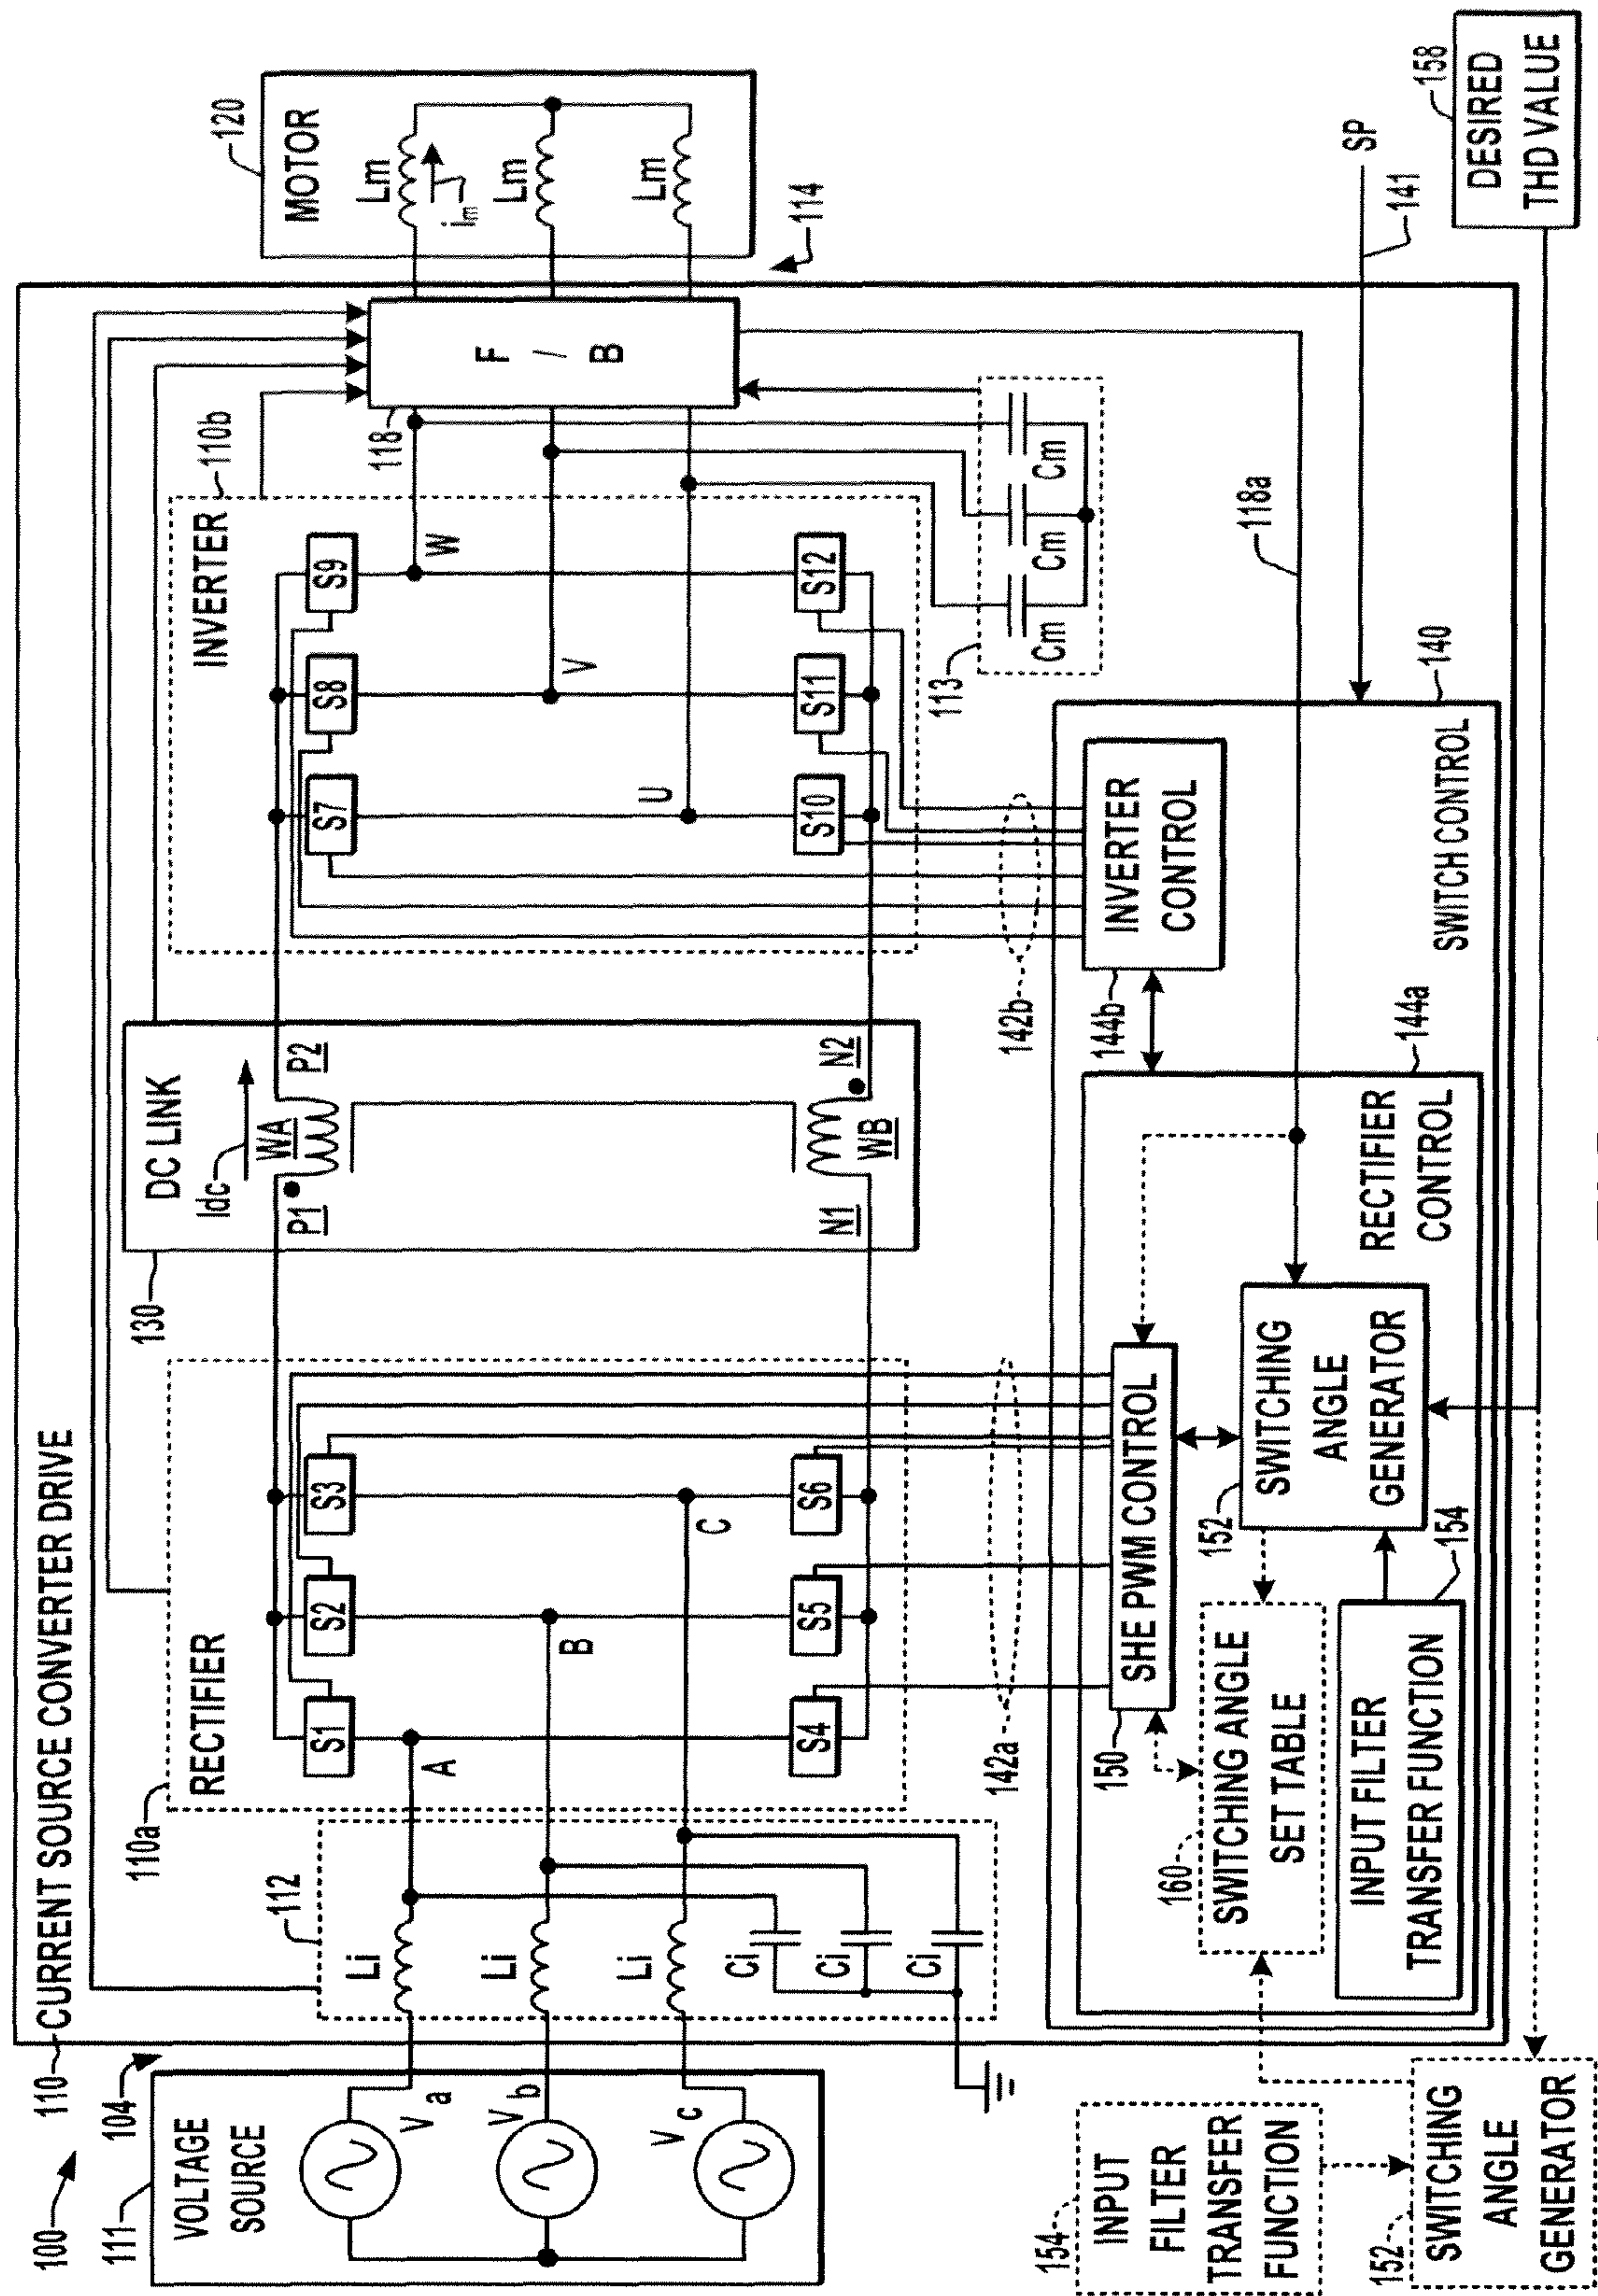 100
110 CURRENT SOURCE CONVERTER DRIVE
104
111
VOLTAGE
SOURCE
V a
V b
V c
112
Li
Li
Li
Ci
Ci
Ci
110a
RECTIFIER
S1
S2
S3
A
B
C
S4
S5
S6
142a
130
DC LINK
Idc
P1
WA
P2
N1
WB
N2
110b
INVERTER
S7
S8
S9
U
V
W
S10
S11
S12
142b
118
F / B
118a
113
Cm
Cm
Cm
114
120
MOTOR
Lm
im
Lm
Lm
SP
141
158
DESIRED
THD VALUE
140
SWITCH CONTROL
144b
INVERTER
CONTROL
144a
RECTIFIER
CONTROL
150
SHE PWM CONTROL
152
SWITCHING
ANGLE
GENERATOR
160
SWITCHING ANGLE
SET TABLE
154
INPUT FILTER
TRANSFER FUNCTION
154
INPUT
FILTER
TRANSFER
FUNCTION
152
SWITCHING
ANGLE
GENERATOR